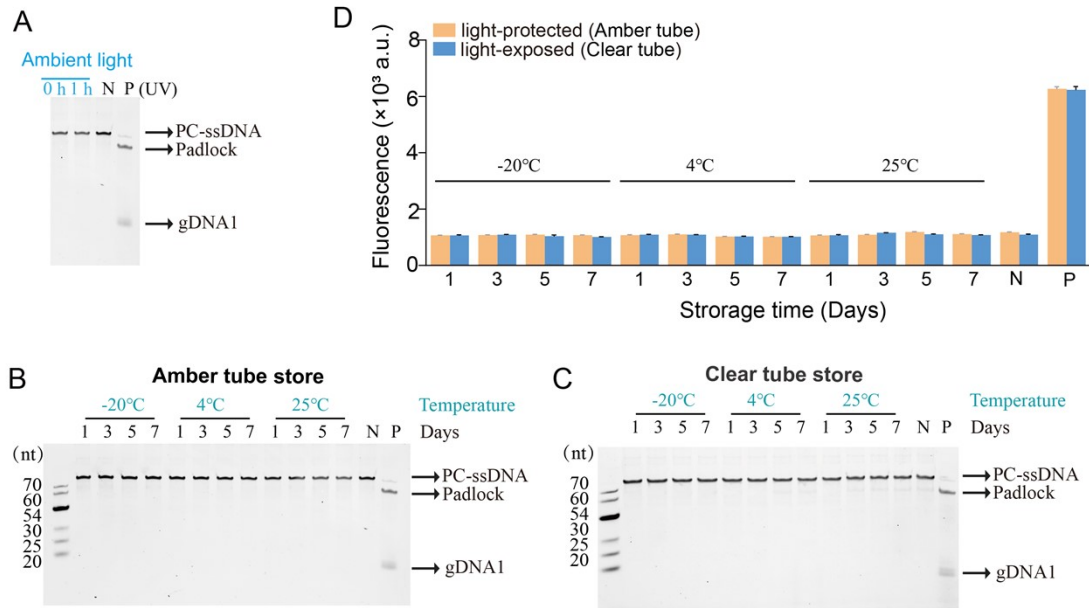 A
Ambient light
0 h 1 h N P (UV)
PC-ssDNA
Padlock
gDNA1
D
light-protected (Amber tube)
light-exposed (Clear tube)
Fluorescence (×10³ a.u.)
8
6
4
2
0
-20℃ 4℃ 25℃
1 3 5 7 1 3 5 7 1 3 5 7 N P
Strorage time (Days)
B
Amber tube store
-20℃ 4℃ 25℃ Temperature
1 3 5 7 1 3 5 7 1 3 5 7 N P Days
(nt)
70
60
54
30
25
20
PC-ssDNA
Padlock
gDNA1
C
Clear tube store
-20℃ 4℃ 25℃ Temperature
Days 1 3 5 7 1 3 5 7 1 3 5 7 N P
(nt)
70
60
54
30
25
20
PC-ssDNA
Padlock
gDNA1